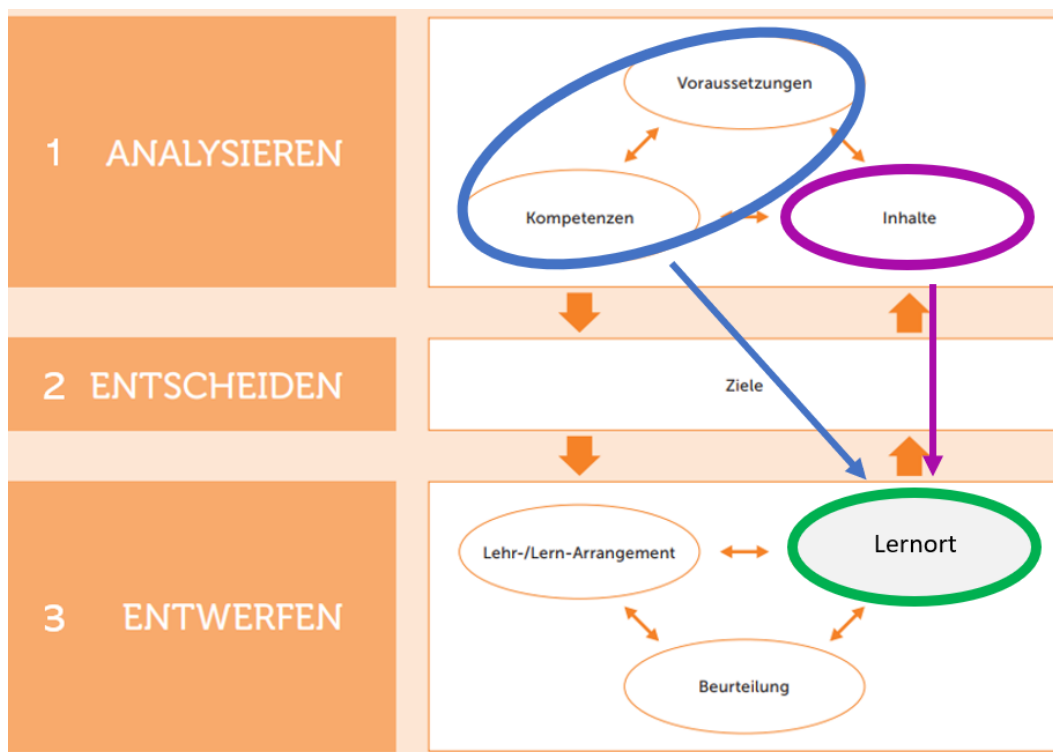 1 ANALYSIEREN
Voraussetzungen
Kompetenzen
Inhalte
2 ENTSCHEIDEN
Ziele
3 ENTWERFEN
Lehr-/Lern-Arrangement
Lernort
Beurteilung